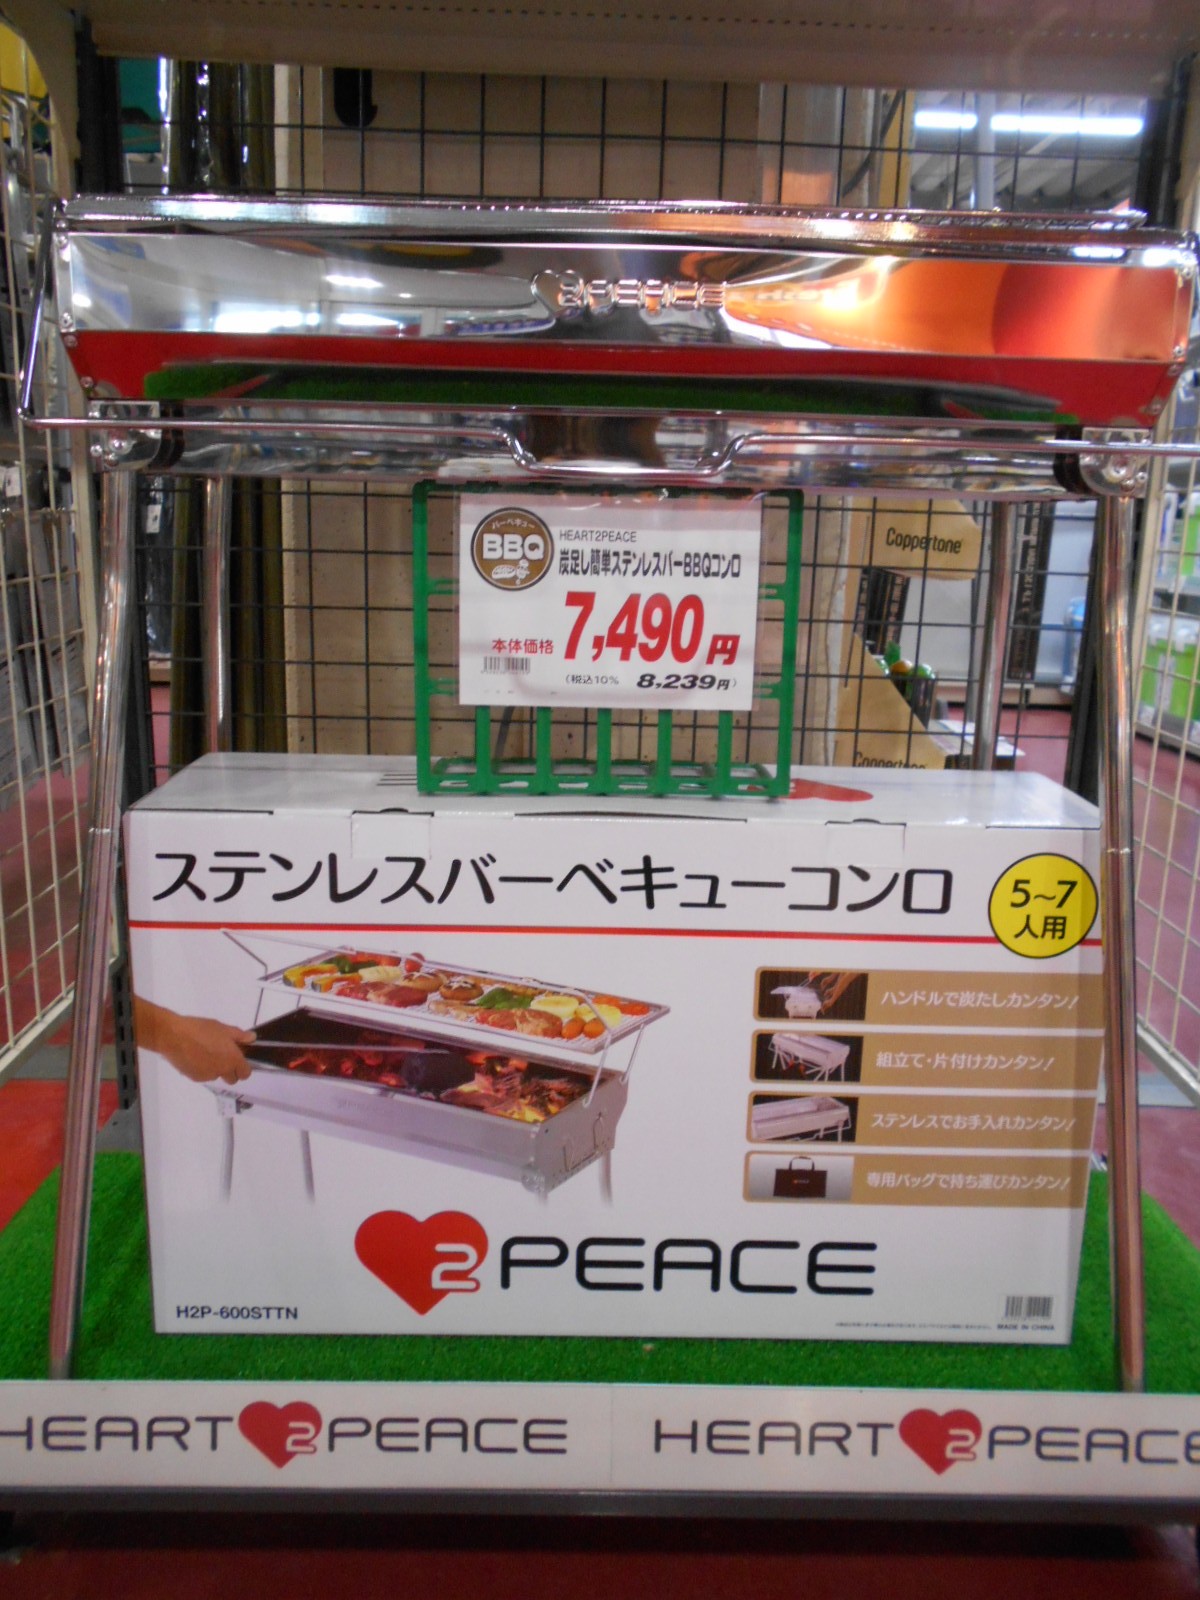 2PEACE
Coppertone
バーベキュー
BBQ
HEART2PEACE
炭足し簡単ステンレスバーBBQコンロ
本体価格 7,490円
(税込10% 8,239円)
Coppertone
ステンレスバーベキューコンロ
5~7
人用
ハンドルで炭たしカンタン!
組立て・片付けカンタン!
ステンレスでお手入れカンタン!
専用バッグで持ち運びカンタン!
2PEACE
H2P-600STTN
MADE IN CHINA
HEART2PEACE
HEART2PEACE